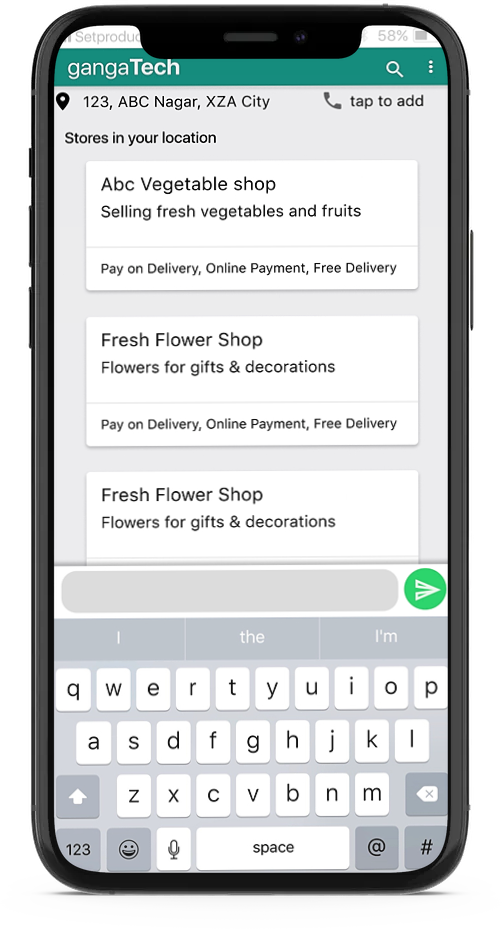 Setproduc 58%
gangaTech
123, ABC Nagar, XZA City tap to add
Stores in your location
Abc Vegetable shop
Selling fresh vegetables and fruits
Pay on Delivery, Online Payment, Free Delivery
Fresh Flower Shop
Flowers for gifts & decorations
Pay on Delivery, Online Payment, Free Delivery
Fresh Flower Shop
Flowers for gifts & decorations
I the I'm
q w e r t y u i o p
a s d f g h j k l
z x c v b n m
123 space @ #